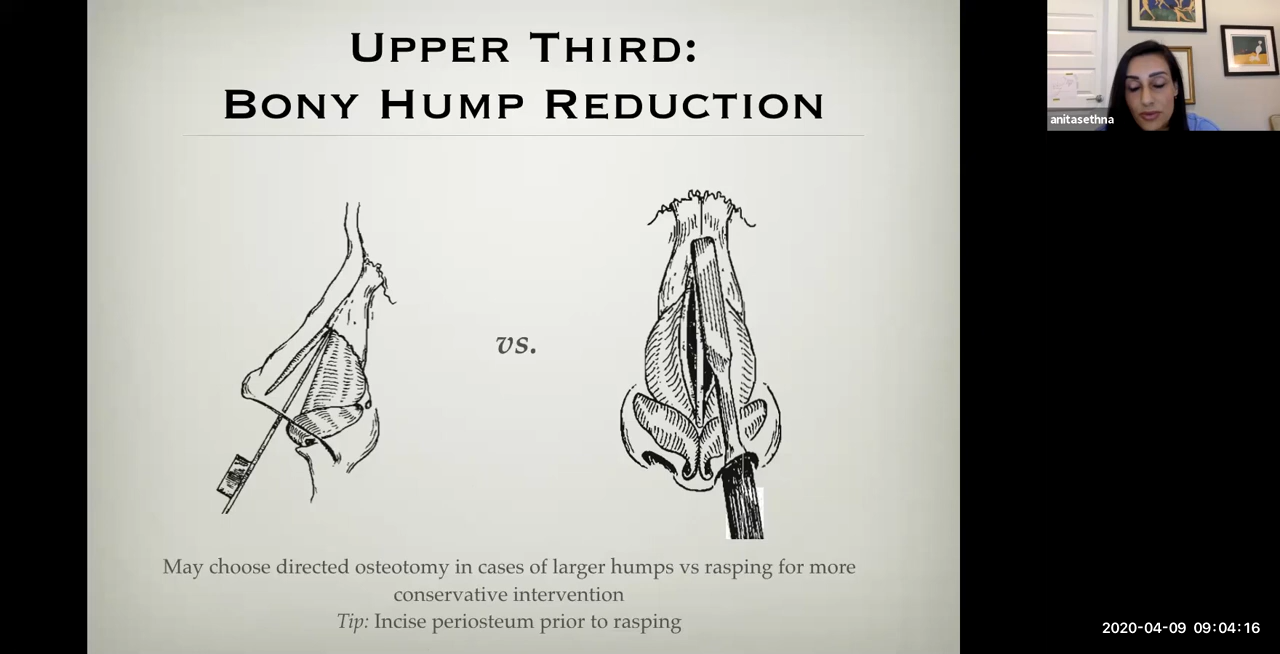 UPPER THIRD:
BONY HUMP REDUCTION
vs.
May choose directed osteotomy in cases of larger humps vs rasping for more
conservative intervention
Tip: Incise periosteum prior to rasping
anitasethna
2020-04-09 09:04:16